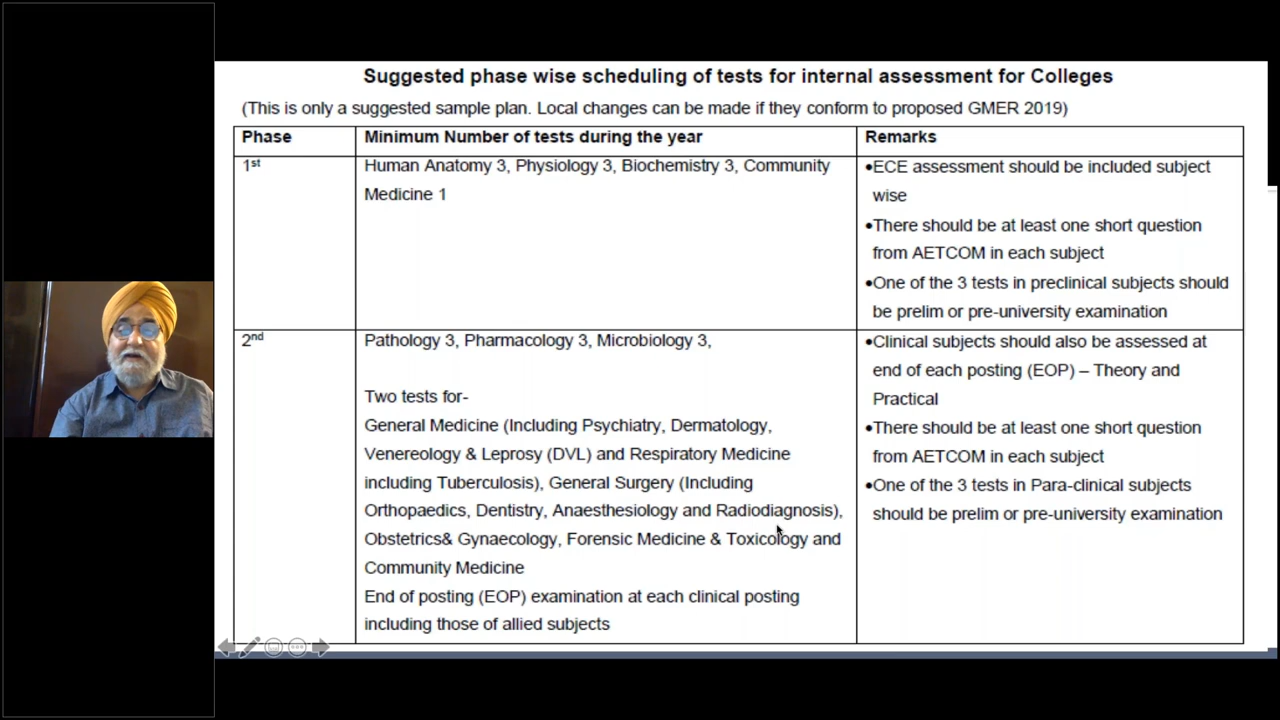 Suggested phase wise scheduling of tests for internal assessment for Colleges
(This is only a suggested sample plan. Local changes can be made if they conform to proposed GMER 2019)
Phase
Minimum Number of tests during the year
Remarks
1st
Human Anatomy 3, Physiology 3, Biochemistry 3, Community
Medicine 1
•ECE assessment should be included subject
wise
•There should be at least one short question
from AETCOM in each subject
•One of the 3 tests in preclinical subjects should
be prelim or pre-university examination
2nd
Pathology 3, Pharmacology 3, Microbiology 3,
Two tests for-
General Medicine (Including Psychiatry, Dermatology,
Venereology & Leprosy (DVL) and Respiratory Medicine
including Tuberculosis), General Surgery (Including
Orthopaedics, Dentistry, Anaesthesiology and Radiodiagnosis),
Obstetrics& Gynaecology, Forensic Medicine & Toxicology and
Community Medicine
End of posting (EOP) examination at each clinical posting
including those of allied subjects
•Clinical subjects should also be assessed at
end of each posting (EOP) – Theory and
Practical
•There should be at least one short question
from AETCOM in each subject
•One of the 3 tests in Para-clinical subjects
should be prelim or pre-university examination